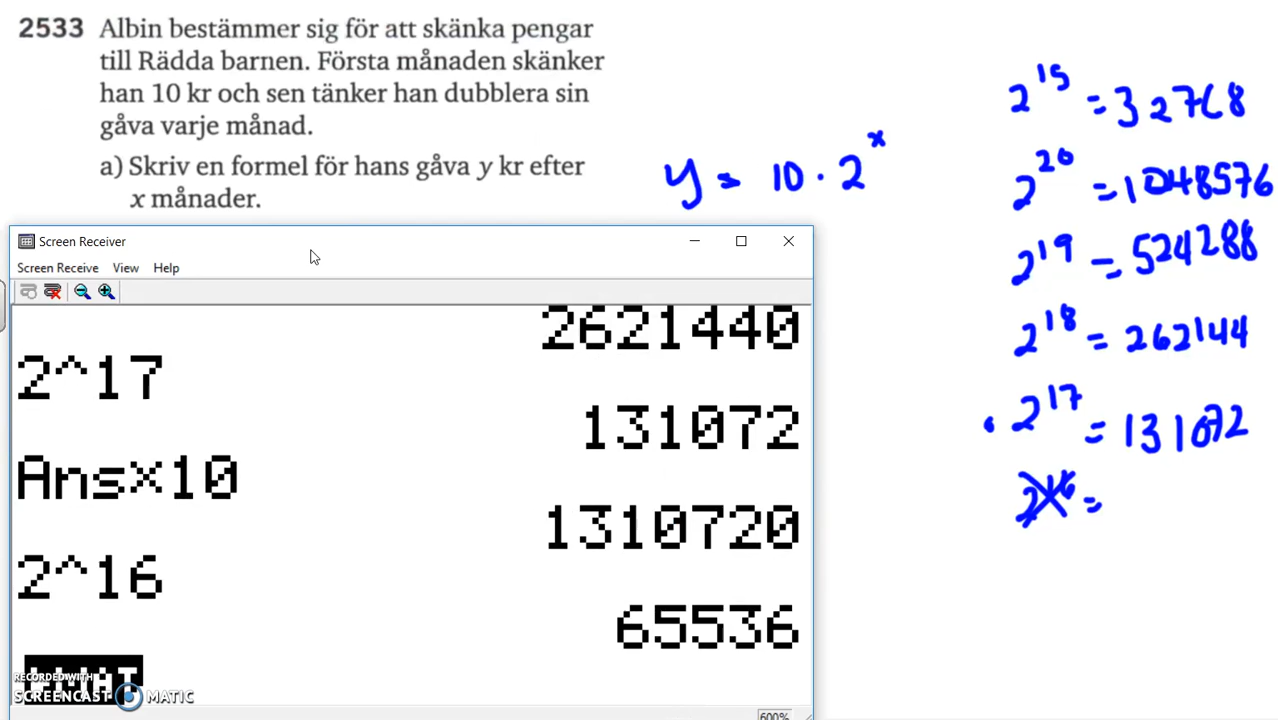 2533 Albin bestämmer sig för att skänka pengar
till Rädda barnen. Första månaden skänker
han 10 kr och sen tänker han dubblera sin
gåva varje månad.
a) Skriv en formel för hans gåva y kr efter
x månader.
y = 10 · 2^x
2^15 = 32768
2^20 = 1048576
2^19 = 524288
2^18 = 262144
· 2^17 = 131072
2^16 =
Screen Receiver
Screen Receive View Help
2621440
2^17
131072
Ans×10
1310720
2^16
65536
RECORDED WITH
SCREENCAST MATIC
600%